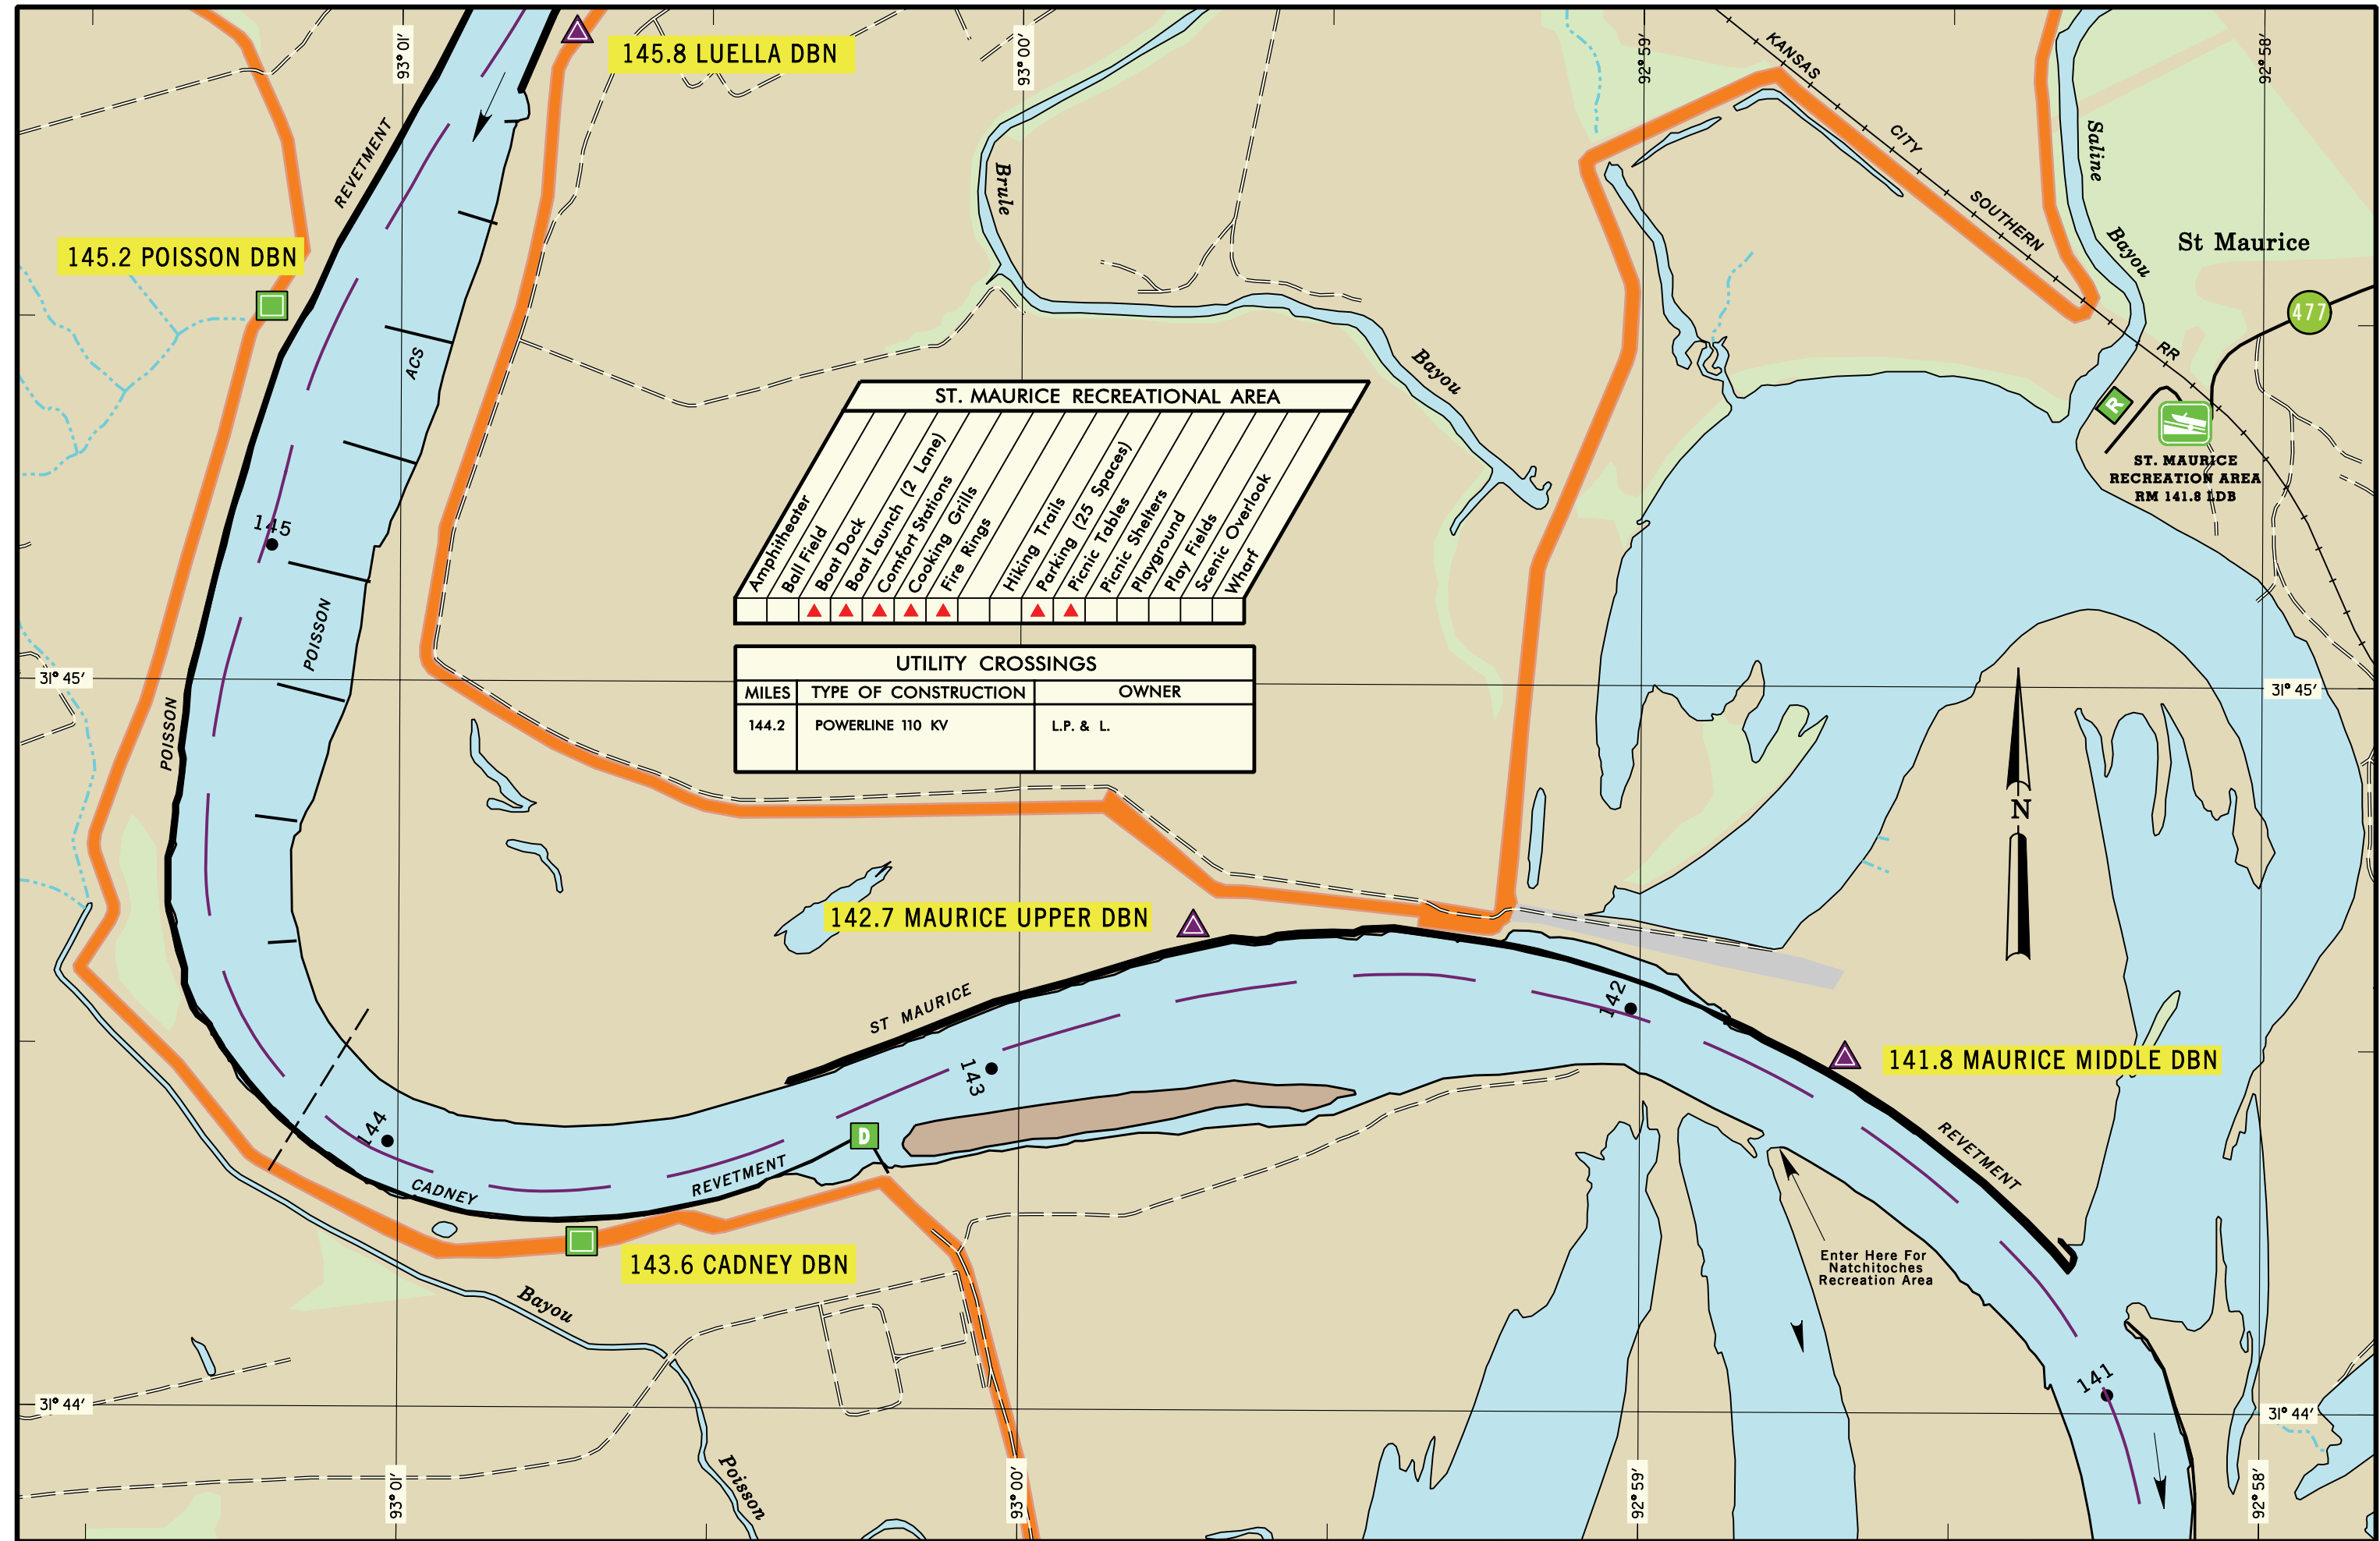 93° 01'
145.8 LUELLA DBN
93° 00'
92° 59'
KANSAS
CITY
SOUTHERN
RR
92° 58'
Saline
Bayou
St Maurice
477
REVETMENT
Brule
Bayou
145.2 POISSON DBN
ACS
POISSON
145
POISSON
ST. MAURICE RECREATIONAL AREA
Amphitheater
Ball Field
Boat Dock
Boat Launch (2 Lane)
Comfort Stations
Cooking Grills
Fire Rings
Hiking Trails
Parking (25 Spaces)
Picnic Tables
Picnic Shelters
Playground
Play Fields
Scenic Overlook
Wharf
R
ST. MAURICE
RECREATION AREA
RM 141.8 LDB
31° 45'
UTILITY CROSSINGS
MILES TYPE OF CONSTRUCTION OWNER
144.2 POWERLINE 110 KV L.P. & L.
31° 45'
N
142.7 MAURICE UPPER DBN
ST MAURICE
142
143
141.8 MAURICE MIDDLE DBN
144
D
REVETMENT
CADNEY
REVETMENT
143.6 CADNEY DBN
Enter Here For
Natchitoches
Recreation Area
Bayou
Poisson
141
31° 44'
31° 44'
93° 01'
93° 00'
92° 59'
92° 58'